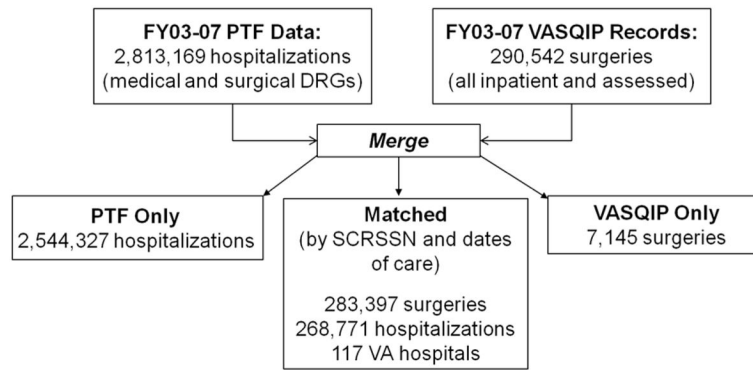 FY03-07 PTF Data:
2,813,169 hospitalizations
(medical and surgical DRGs)
FY03-07 VASQIP Records:
290,542 surgeries
(all inpatient and assessed)
Merge
PTF Only
2,544,327 hospitalizations
Matched
(by SCRSSN and dates
of care)
283,397 surgeries
268,771 hospitalizations
117 VA hospitals
VASQIP Only
7,145 surgeries